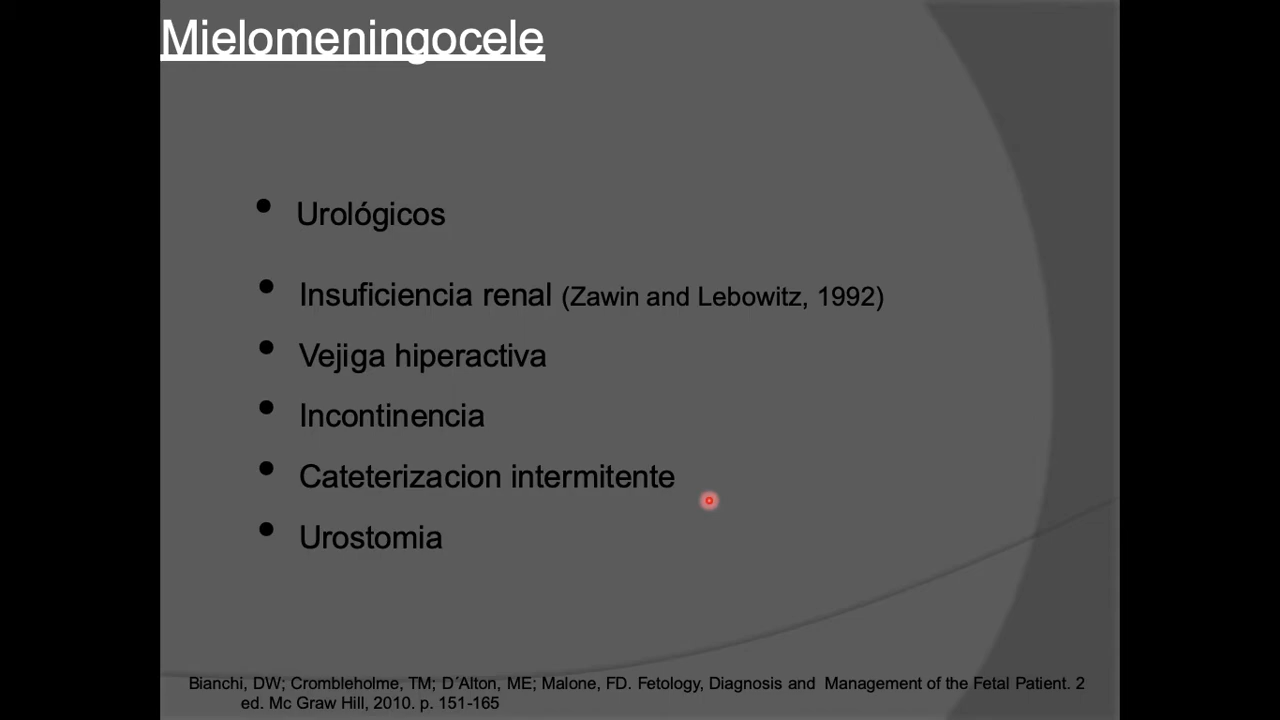 Mielomeningocele
• Urológicos
• Insuficiencia renal (Zawin and Lebowitz, 1992)
• Vejiga hiperactiva
• Incontinencia
• Cateterizacion intermitente
• Urostomia
Bianchi, DW; Crombleholme, TM; D´Alton, ME; Malone, FD. Fetology, Diagnosis and Management of the Fetal Patient. 2
ed. Mc Graw Hill, 2010. p. 151-165